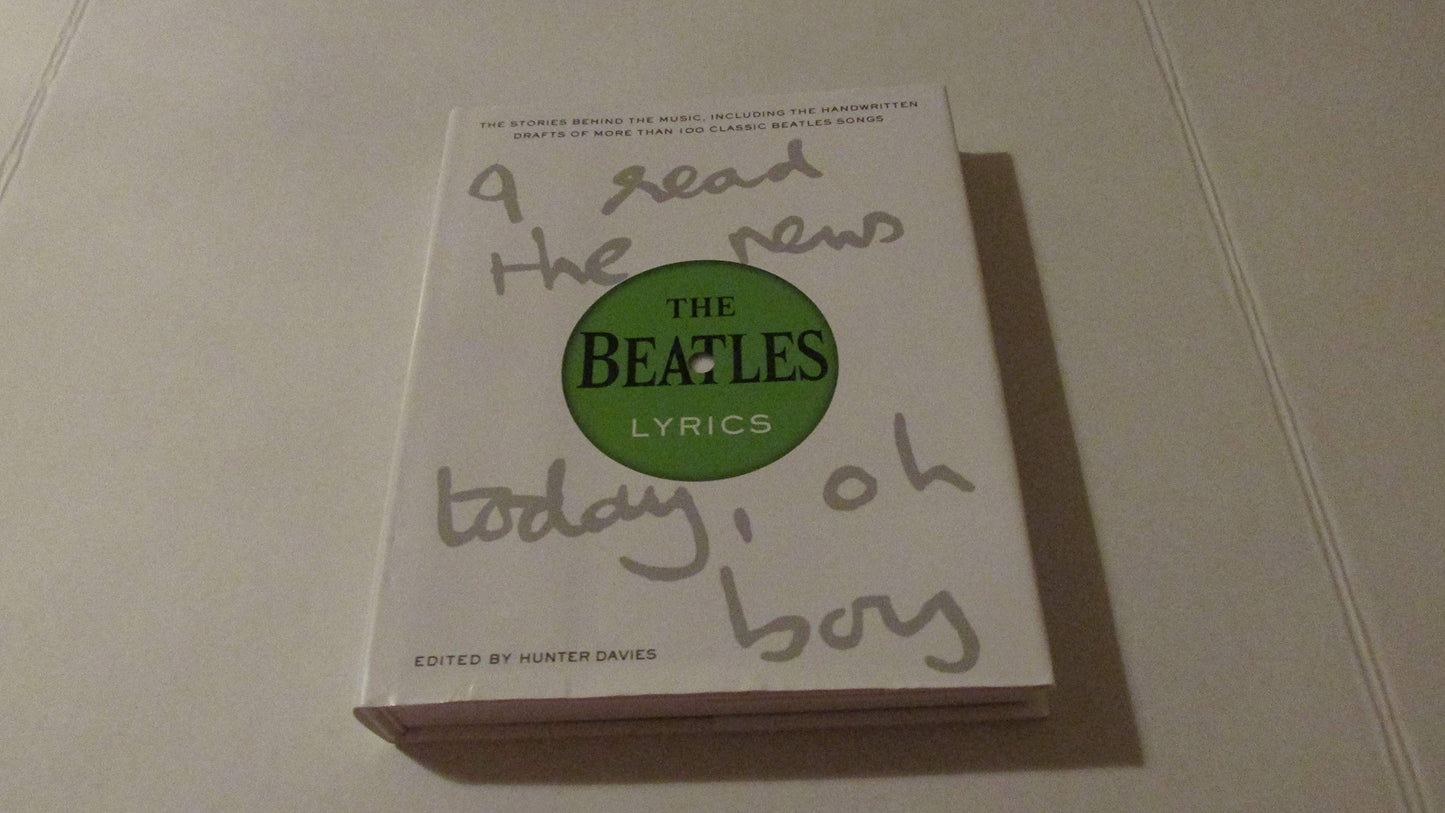 THE STORIES BEHIND THE MUSIC, INCLUDING THE HANDWRITTEN
DRAFTS OF MORE THAN 100 CLASSIC BEATLES SONGS
I read
the news
THE
BEATLES
LYRICS
today, oh
boy
EDITED BY HUNTER DAVIES